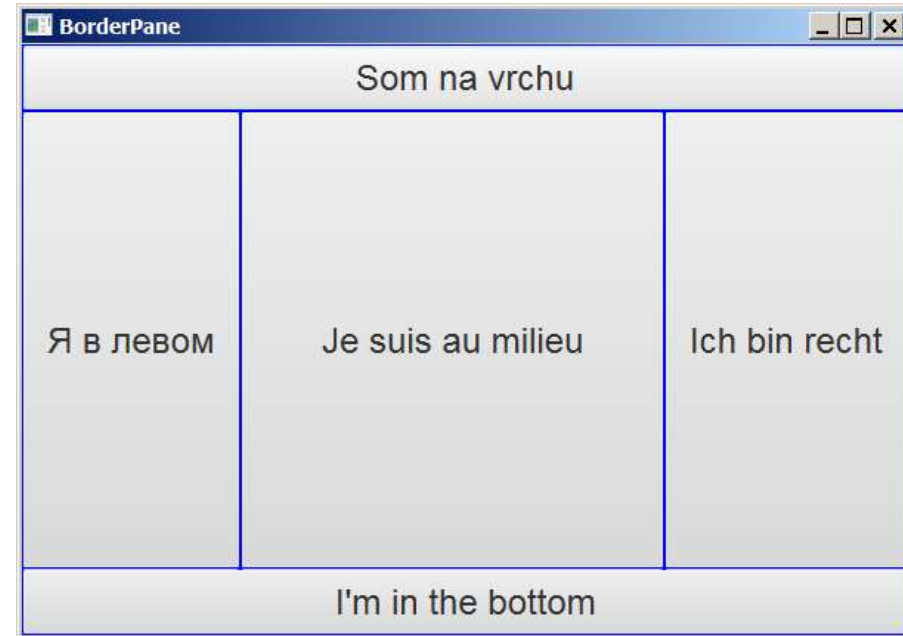 BorderPane
Som na vrchu
Я в левом
Je suis au milieu
Ich bin recht
I'm in the bottom